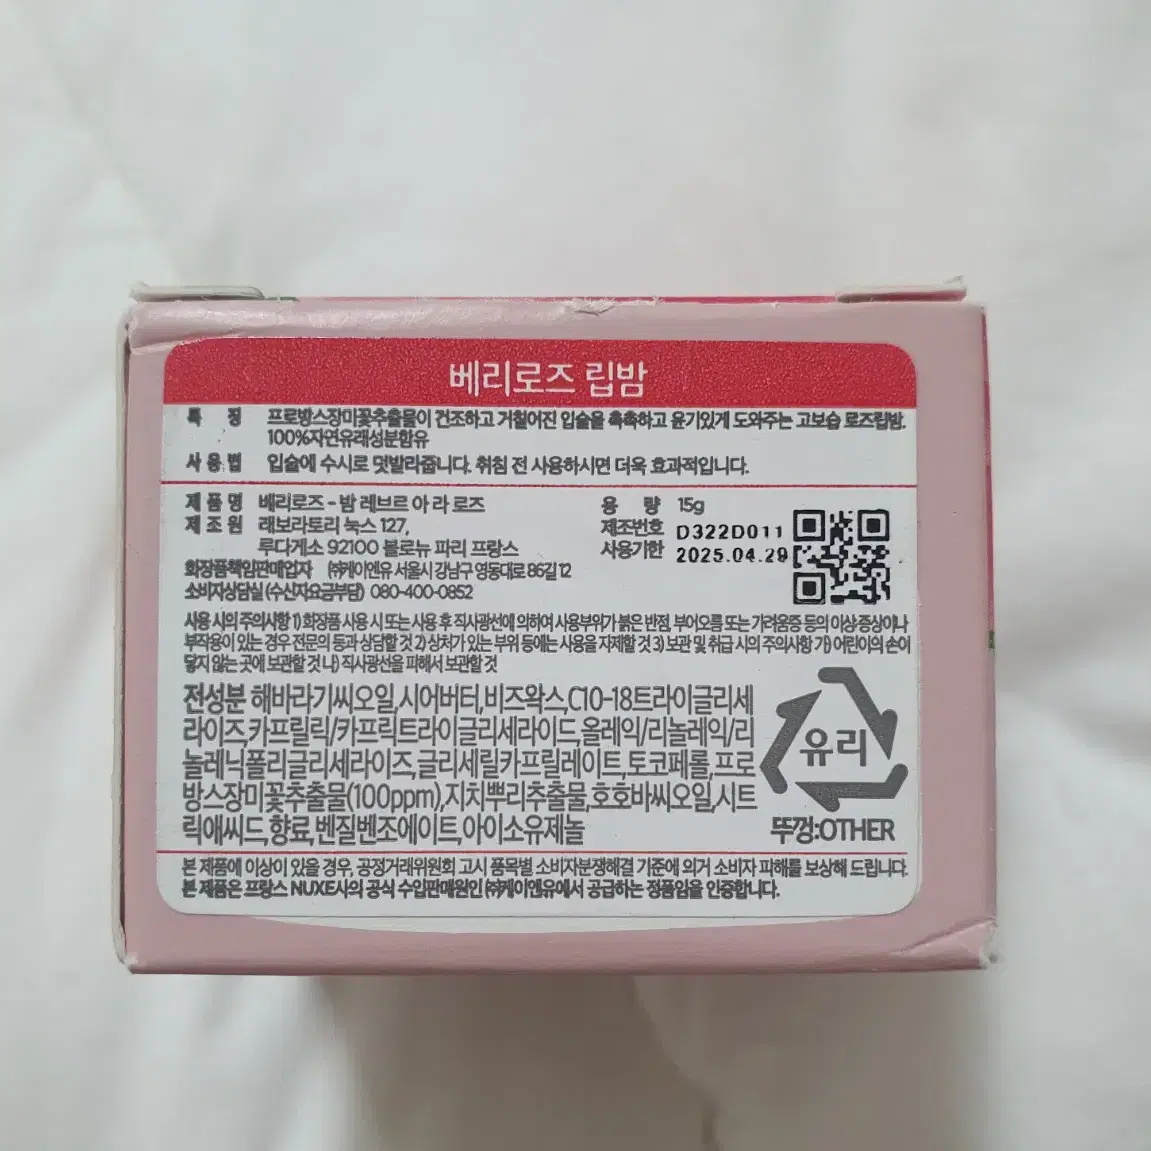 베리로즈 립밤
특 징 프로방스장미꽃추출물이 건조하고 거칠어진 입술을 촉촉하고 윤기있게 도와주는 고보습 로즈립밤.
100%자연유래성분함유
사 용 법 입술에 수시로 덧발라줍니다. 취침 전 사용하시면 더욱 효과적입니다.
제 품 명 베리로즈 - 밤 레브르 아 라 로즈
제 조 원 래보라토리 눅스 127,
루다게소 92100 블로뉴 파리 프랑스
화장품책임판매업자 ㈜케이엔유 서울시 강남구 영동대로 86길 12
소비자상담실 (수신자요금부담) 080-400-0852
용 량 15g
제조번호 D322D011
사용기한 2025.04.29
사용 시의 주의사항 1) 화장품 사용 시 또는 사용 후 직사광선에 의하여 사용부위가 붉은 반점, 부어오름 또는 가려움증 등의 이상 증상이나
부작용이 있는 경우 전문의 등과 상담할 것 2) 상처가 있는 부위 등에는 사용을 자제할 것 3) 보관 및 취급 시의 주의사항 가) 어린이의 손이
닿지 않는 곳에 보관할 것 나) 직사광선을 피해서 보관할 것
전성분 해바라기씨오일,시어버터,비즈왁스,C10-18트라이글리세
라이즈,카프릴릭/카프릭트라이글리세라이드,올레익/리놀레익/리
놀레닉폴리글리세라이즈,글리세릴카프릴레이트,토코페롤,프로
방스장미꽃추출물(100ppm),지치뿌리추출물,호호바씨오일,시트
릭애씨드,향료,벤질벤조에이트,아이소유제놀
유리
뚜껑:OTHER
본 제품에 이상이 있을 경우, 공정거래위원회 고시 품목별 소비자분쟁해결 기준에 의거 소비자 피해를 보상해 드립니다.
본 제품은 프랑스 NUXE사의 공식 수입판매원인 ㈜케이엔유에서 공급하는 정품임을 인증합니다.